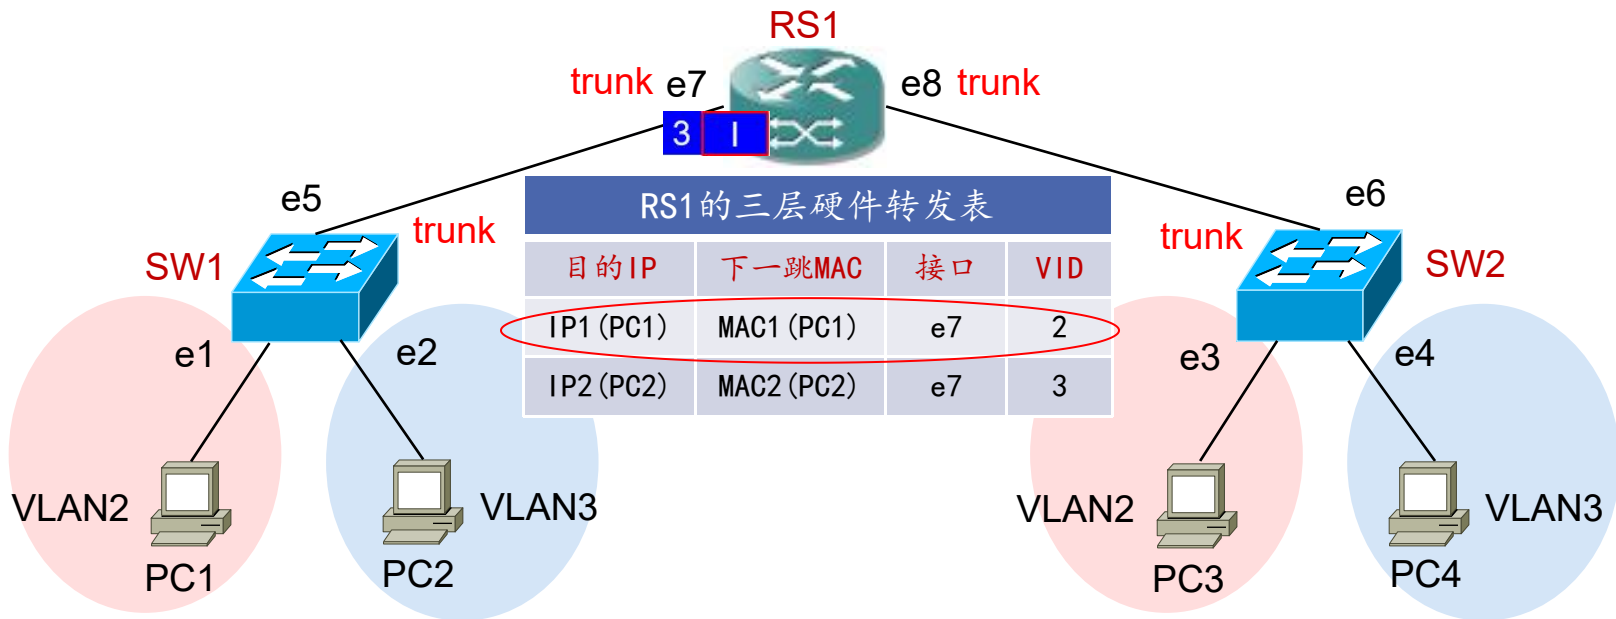 RS1
trunk e7 e8 trunk
3 I
e5 e6
RS1的三层硬件转发表
trunk trunk
SW1 SW2
目的IP 下一跳MAC 接口 VID
IP1(PC1) MAC1(PC1) e7 2
e1 e2 e3 e4
IP2(PC2) MAC2(PC2) e7 3
VLAN2 VLAN3 VLAN2 VLAN3
PC1 PC2 PC3 PC4